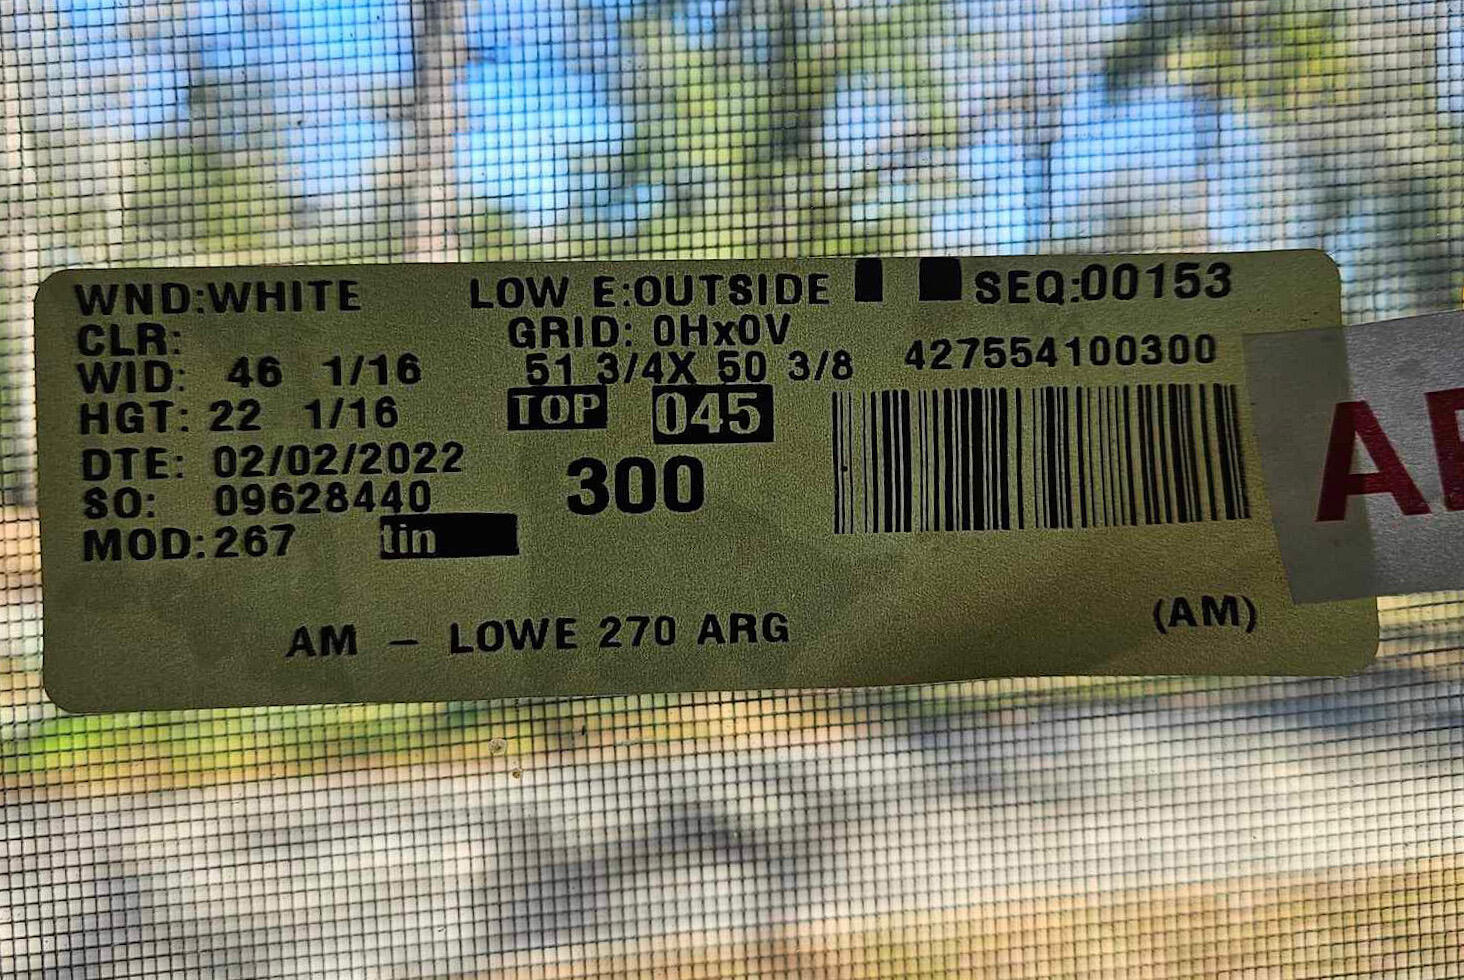 WND:WHITE LOW E:OUTSIDE SEQ:00153
CLR: GRID: 0Hx0V
WID: 46 1/16 51 3/4X 50 3/8 427554100300
HGT: 22 1/16 TOP 045
DTE: 02/02/2022 300
SO: 09628440
MOD:267 tin
AM – LOWE 270 ARG (AM)